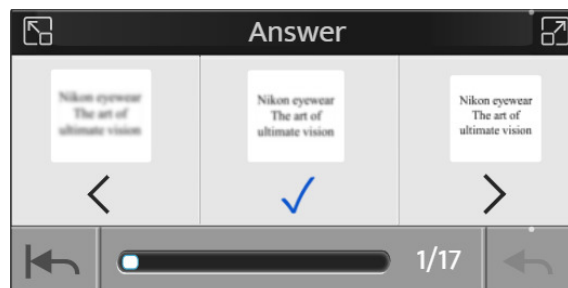 Answer
Nikon eyewear
The art of
ultimate vision
Nikon eyewear
The art of
ultimate vision
Nikon eyewear
The art of
ultimate vision
1/17